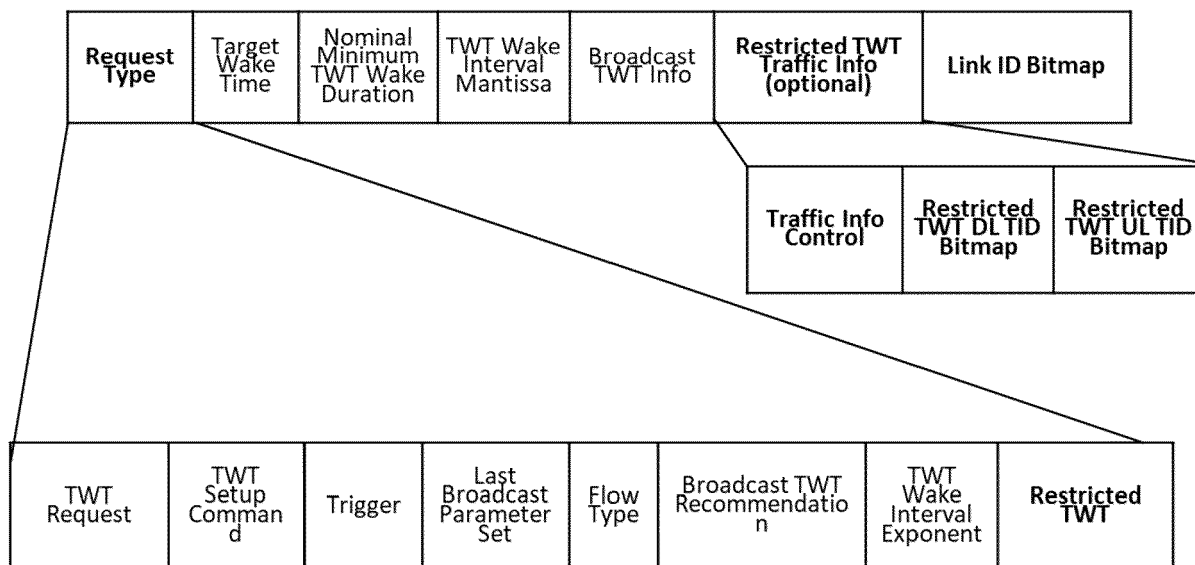 Request
Type
Target
Wake
Time
Nominal
Minimum
TWT Wake
Duration
TWT Wake
Interval
Mantissa
Broadcast
TWT Info
Restricted TWT
Traffic Info
(optional)
Link ID Bitmap
Traffic Info
Control
Restricted
TWT DL TID
Bitmap
Restricted
TWT UL TID
Bitmap
TWT
Request
TWT
Setup
Comman
d
Trigger
Last
Broadcast
Parameter
Set
Flow
Type
Broadcast TWT
Recommendatio
n
TWT
Wake
Interval
Exponent
Restricted
TWT